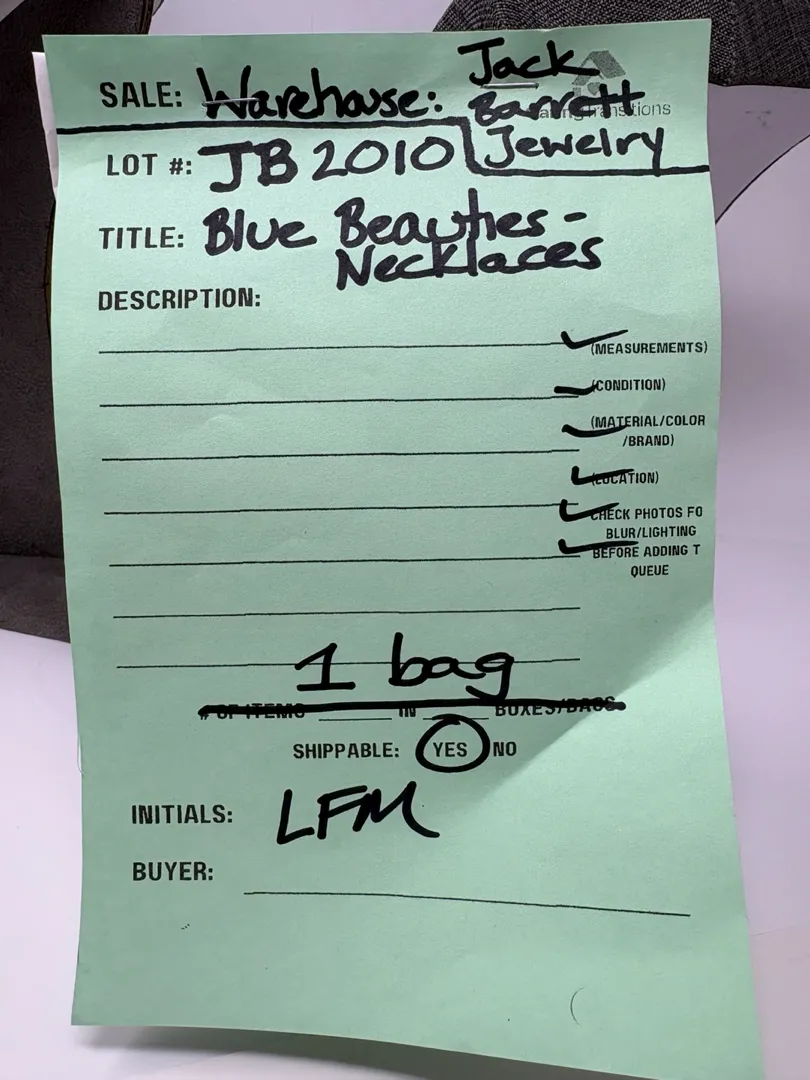 SALE: Warehouse: Jack
Barrett
Jewelry
LOT #: JB 2010
TITLE: Blue Beauties -
Necklaces
DESCRIPTION:
(MEASUREMENTS)
(CONDITION)
(MATERIAL/COLOR
/BRAND)
(LOCATION)
CHECK PHOTOS FO
BLUR/LIGHTING
BEFORE ADDING T
QUEUE
1 bag
# OF ITEMS IN BOXES/BAGS
SHIPPABLE: YES NO
INITIALS: LFM
BUYER: